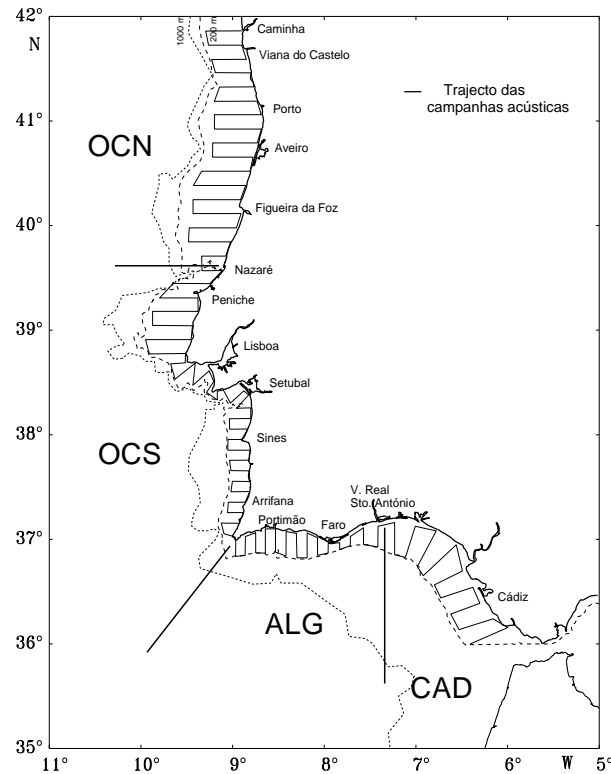 42°
N
1000 m
200 m
Caminha
Viana do Castelo
Trajecto das
campanhas acústicas
41°
Porto
OCN
Aveiro
Figueira da Foz
40°
Nazaré
Peniche
39°
Lisboa
Setubal
38°
OCS
Sines
Arrifana
V. Real
Sto. António
Portimão
Faro
37°
Cádiz
ALG
36°
CAD
35°
11°
10°
9°
8°
7°
6°
W
5°